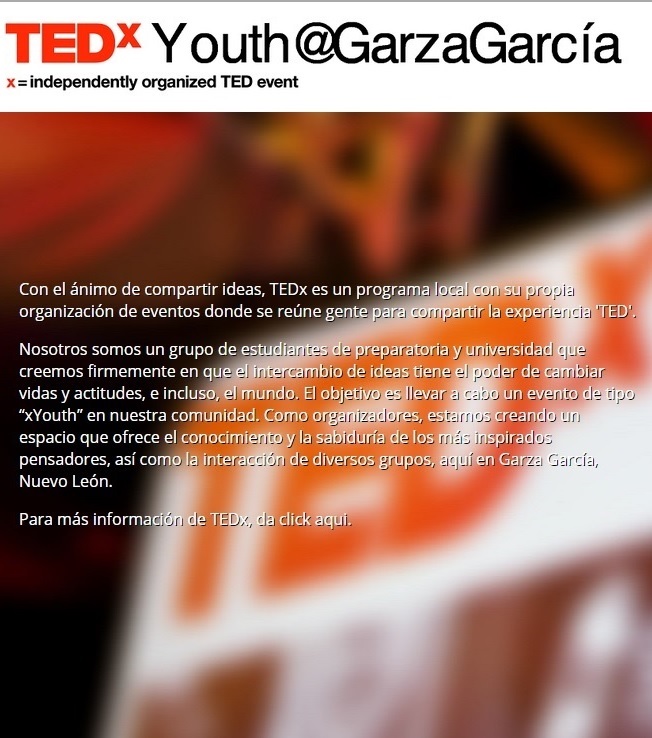 TEDx Youth@GarzaGarcía
x = independently organized TED event
Con el ánimo de compartir ideas, TEDx es un programa local con su propia
organización de eventos donde se reúne gente para compartir la experiencia 'TED'.
Nosotros somos un grupo de estudiantes de preparatoria y universidad que
creemos firmemente en que el intercambio de ideas tiene el poder de cambiar
vidas y actitudes, e incluso, el mundo. El objetivo es llevar a cabo un evento de tipo
“xYouth” en nuestra comunidad. Como organizadores, estamos creando un
espacio que ofrece el conocimiento y la sabiduría de los más inspirados
pensadores, así como la interacción de diversos grupos, aquí en Garza García,
Nuevo León.
Para más información de TEDx, da click aqui.
TEDx